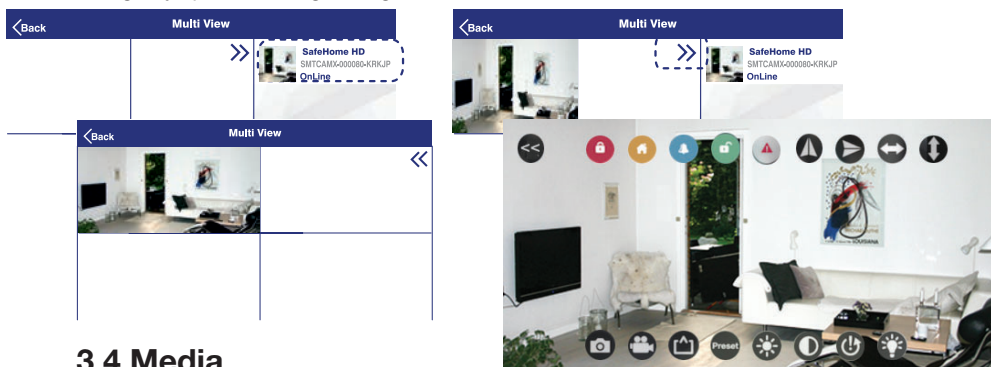 Back Multi View
SafeHome HD
SMTCAMX-000080-KRKJP
OnLine
Back Multi View
Back Multi View
SafeHome HD
SMTCAMX-000080-KRKJP
OnLine
<<
LOUISIANA
Preset
3.4 Media